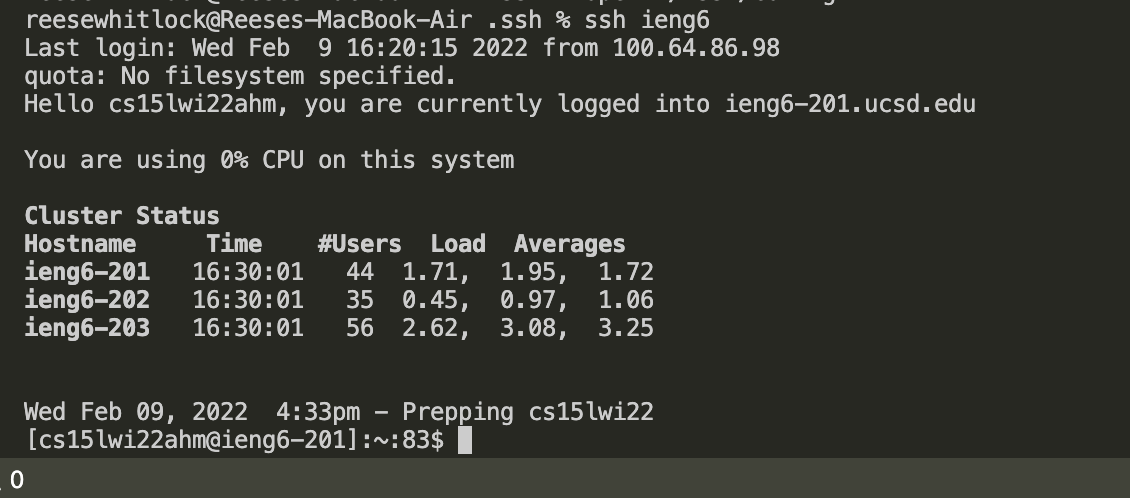 reesewhitlock@Reeses-MacBook-Air .ssh % ssh ieng6
Last login: Wed Feb  9 16:20:15 2022 from 100.64.86.98
quota: No filesystem specified.
Hello cs15lwi22ahm, you are currently logged into ieng6-201.ucsd.edu
You are using 0% CPU on this system
Cluster Status
Hostname     Time    #Users  Load  Averages
ieng6-201   16:30:01   44  1.71,  1.95,  1.72
ieng6-202   16:30:01   35  0.45,  0.97,  1.06
ieng6-203   16:30:01   56  2.62,  3.08,  3.25
Wed Feb 09, 2022  4:33pm - Prepping cs15lwi22
[cs15lwi22ahm@ieng6-201]:~:83$
0